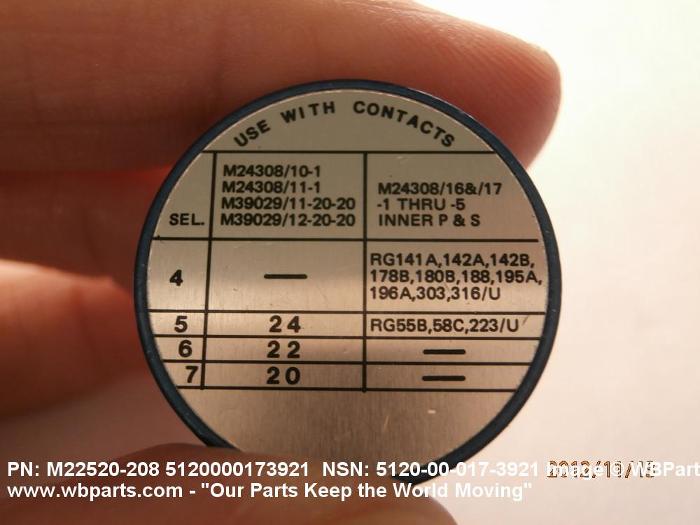 USE WITH CONTACTS
M24308/10-1
M24308/11-1
M39029/11-20-20
M39029/12-20-20
M24308/16&/17
-1 THRU -5
INNER P & S
SEL.
4 — RG141A,142A,142B,
178B,180B,188,195A,
196A,303,316/U
5 24 RG55B,58C,223/U
6 22 —
7 20 —
PN: M22520-208 5120000173921 NSN: 5120-00-017-3921 Image © WBPart
www.wbparts.com - "Our Parts Keep the World Moving"